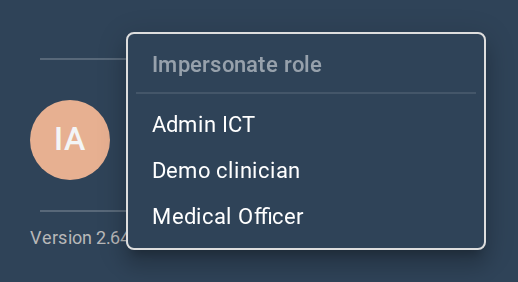 Impersonate role
IA
Admin ICT
Demo clinician
Medical Officer
Version 2.64